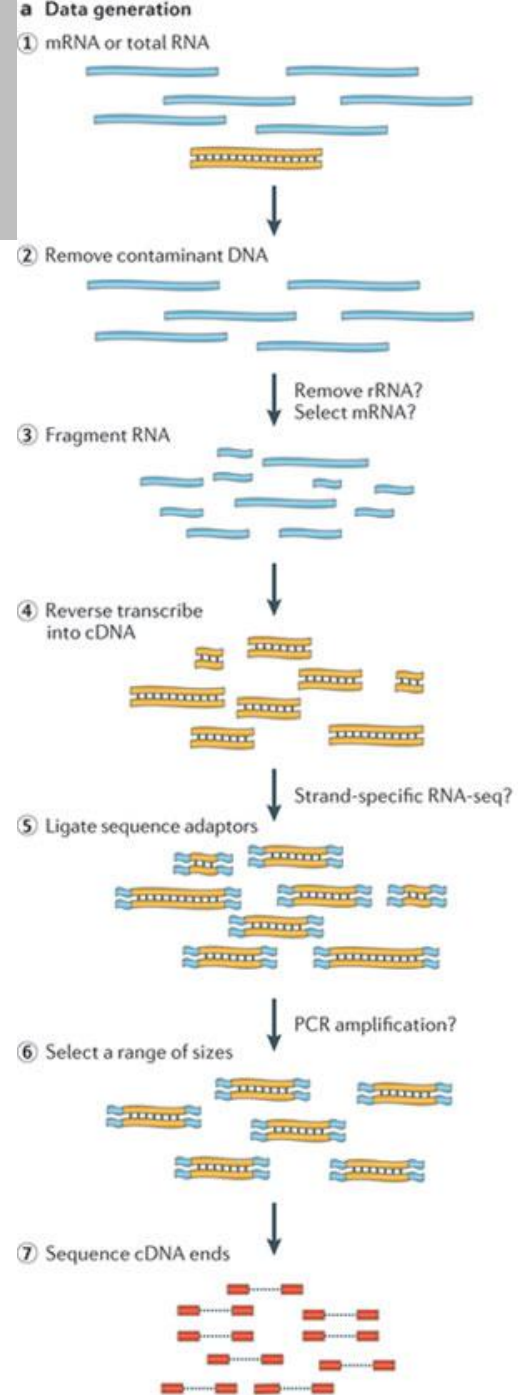 a Data generation
① mRNA or total RNA
② Remove contaminant DNA
Remove rRNA?
Select mRNA?
③ Fragment RNA
④ Reverse transcribe
into cDNA
Strand-specific RNA-seq?
⑤ Ligate sequence adaptors
PCR amplification?
⑥ Select a range of sizes
⑦ Sequence cDNA ends